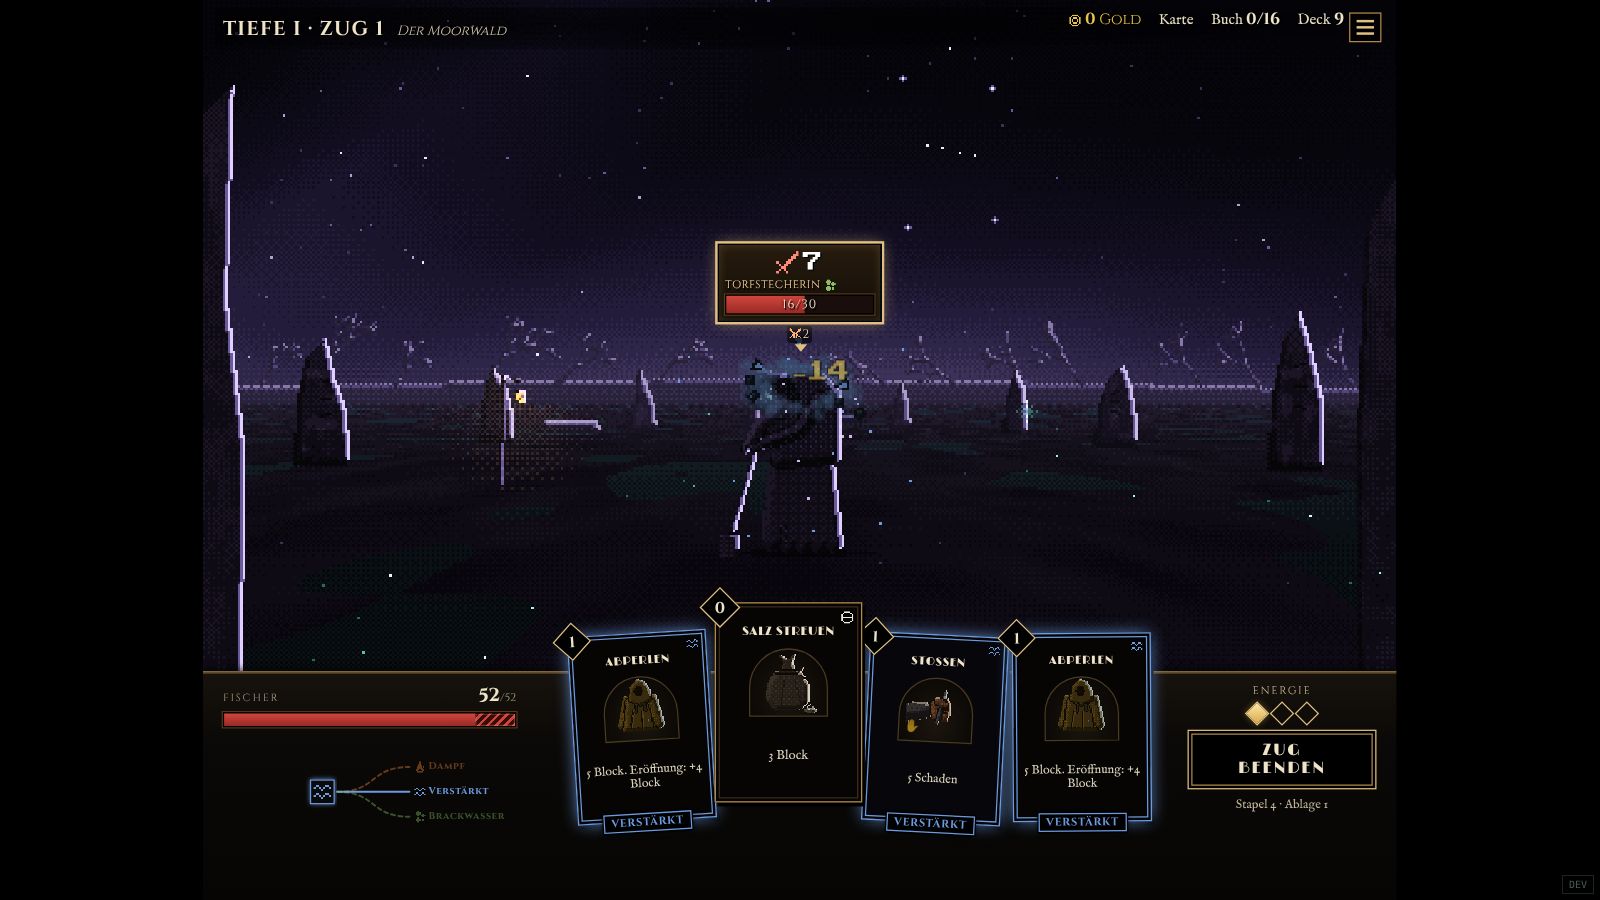 TIEFE I · ZUG 1 DER MOORWALD
0 GOLD Karte Buch 0/16 Deck 9
7
TORFSTECHERIN
16/30
2
-14
FISCHER 52/52
DAMPF
VERSTÄRKT
BRACKWASSER
1
ABPERLEN
5 Block. Eröffnung: +4
Block
VERSTÄRKT
0
SALZ STREUEN
3 Block
1
STOSSEN
5 Schaden
VERSTÄRKT
1
ABPERLEN
5 Block. Eröffnung: +4
Block
VERSTÄRKT
ENERGIE
ZUG
BEENDEN
Stapel 4 · Ablage 1
DEV